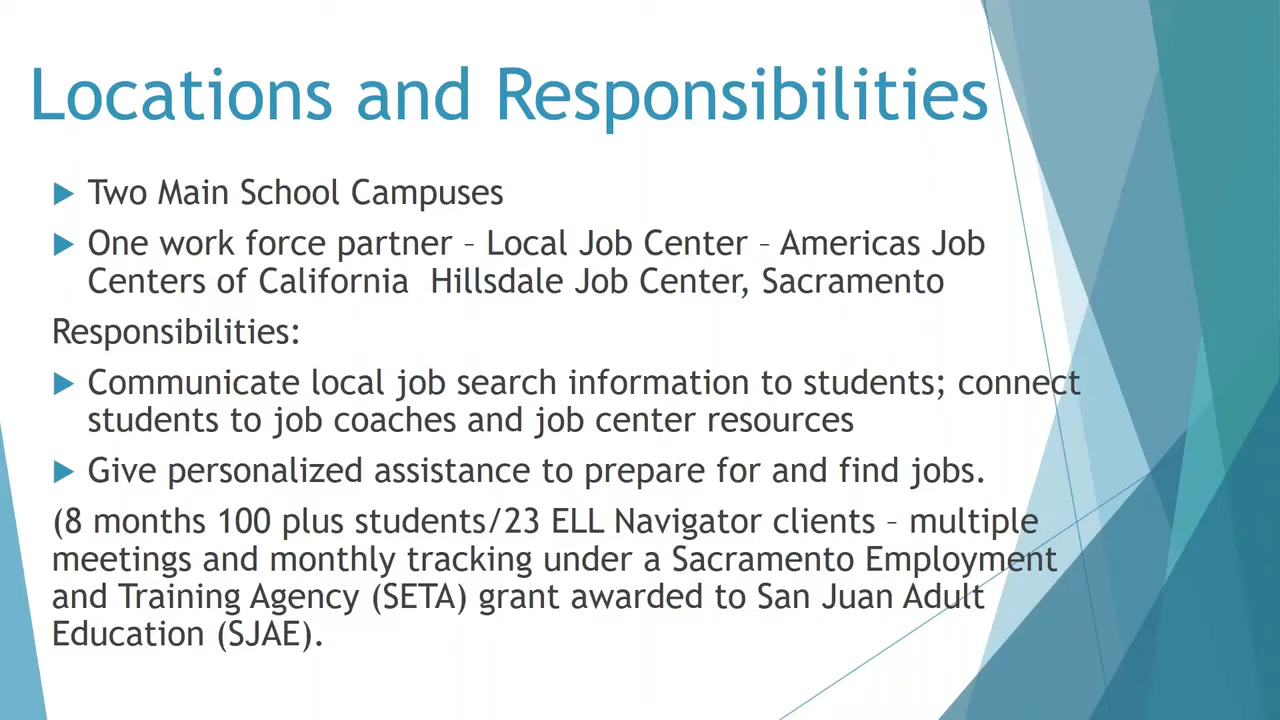 Locations and Responsibilities
Two Main School Campuses
One work force partner – Local Job Center – Americas Job
Centers of California  Hillsdale Job Center, Sacramento
Responsibilities:
Communicate local job search information to students; connect
students to job coaches and job center resources
Give personalized assistance to prepare for and find jobs.
(8 months 100 plus students/23 ELL Navigator clients – multiple
meetings and monthly tracking under a Sacramento Employment
and Training Agency (SETA) grant awarded to San Juan Adult
Education (SJAE).